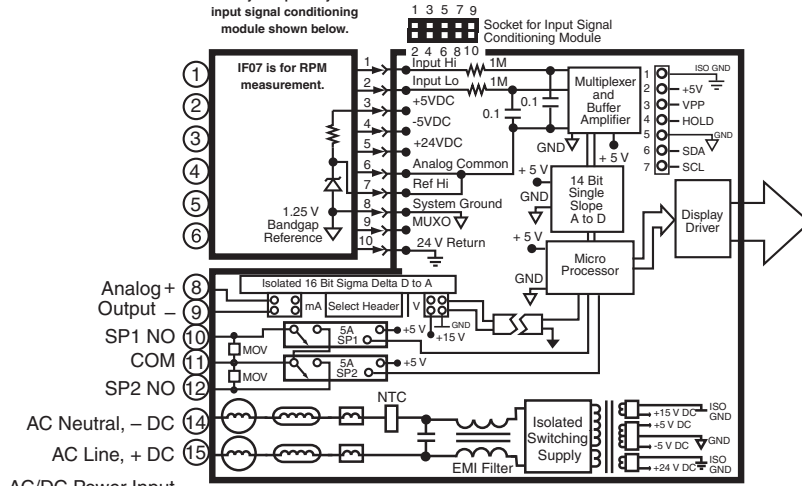 input signal conditioning
module shown below.
1 3 5 7 9
Socket for Input Signal
Conditioning Module
2 4 6 8 10
IF07 is for RPM
measurement.
1
2
3
4
5
6
1
2
3
4
5
6
7
8
9
10
Input Hi
1M
Input Lo
1M
+5VDC
-5VDC
+24VDC
Analog Common
Ref Hi
System Ground
MUXO
24 V Return
0.1
0.1
GND
1.25 V
Bandgap
Reference
Multiplexer
and
Buffer
Amplifier
+ 5 V
1
2
3
4
5
6
7
ISO GND
+5V
VPP
HOLD
GND
SDA
SCL
+ 5 V
GND
14 Bit
Single
Slope
A to D
+ 5 V
GND
Micro
Processor
Display
Driver
Analog +
8
Output –
9
SP1 NO
10
COM
11
SP2 NO
12
MOV
MOV
Isolated 16 Bit Sigma Delta D to A
mA
Select Header
V
GND
+15 V
5A
SP1
+5 V
5A
SP2
+5 V
AC Neutral, – DC
14
AC Line, + DC
15
AC/DC Power Input
NTC
EMI Filter
Isolated
Switching
Supply
+15 V DC
ISO
GND
+5 V DC
-5 V DC
GND
+24 V DC
ISO
GND